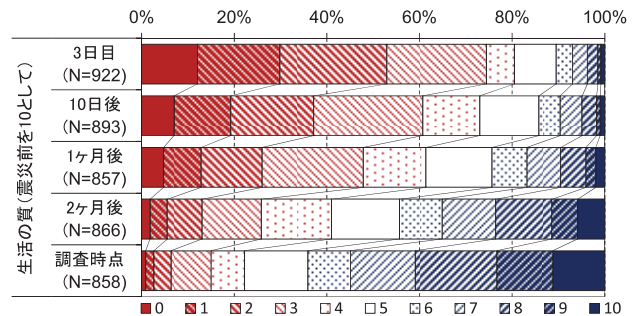 0% 20% 40% 60% 80% 100%
生活の質(震災前を10として)
3日目
(N=922)
10日後
(N=893)
1ヶ月後
(N=857)
2ヶ月後
(N=866)
調査時点
(N=858)
0 1 2 3 4 5 6 7 8 9 10